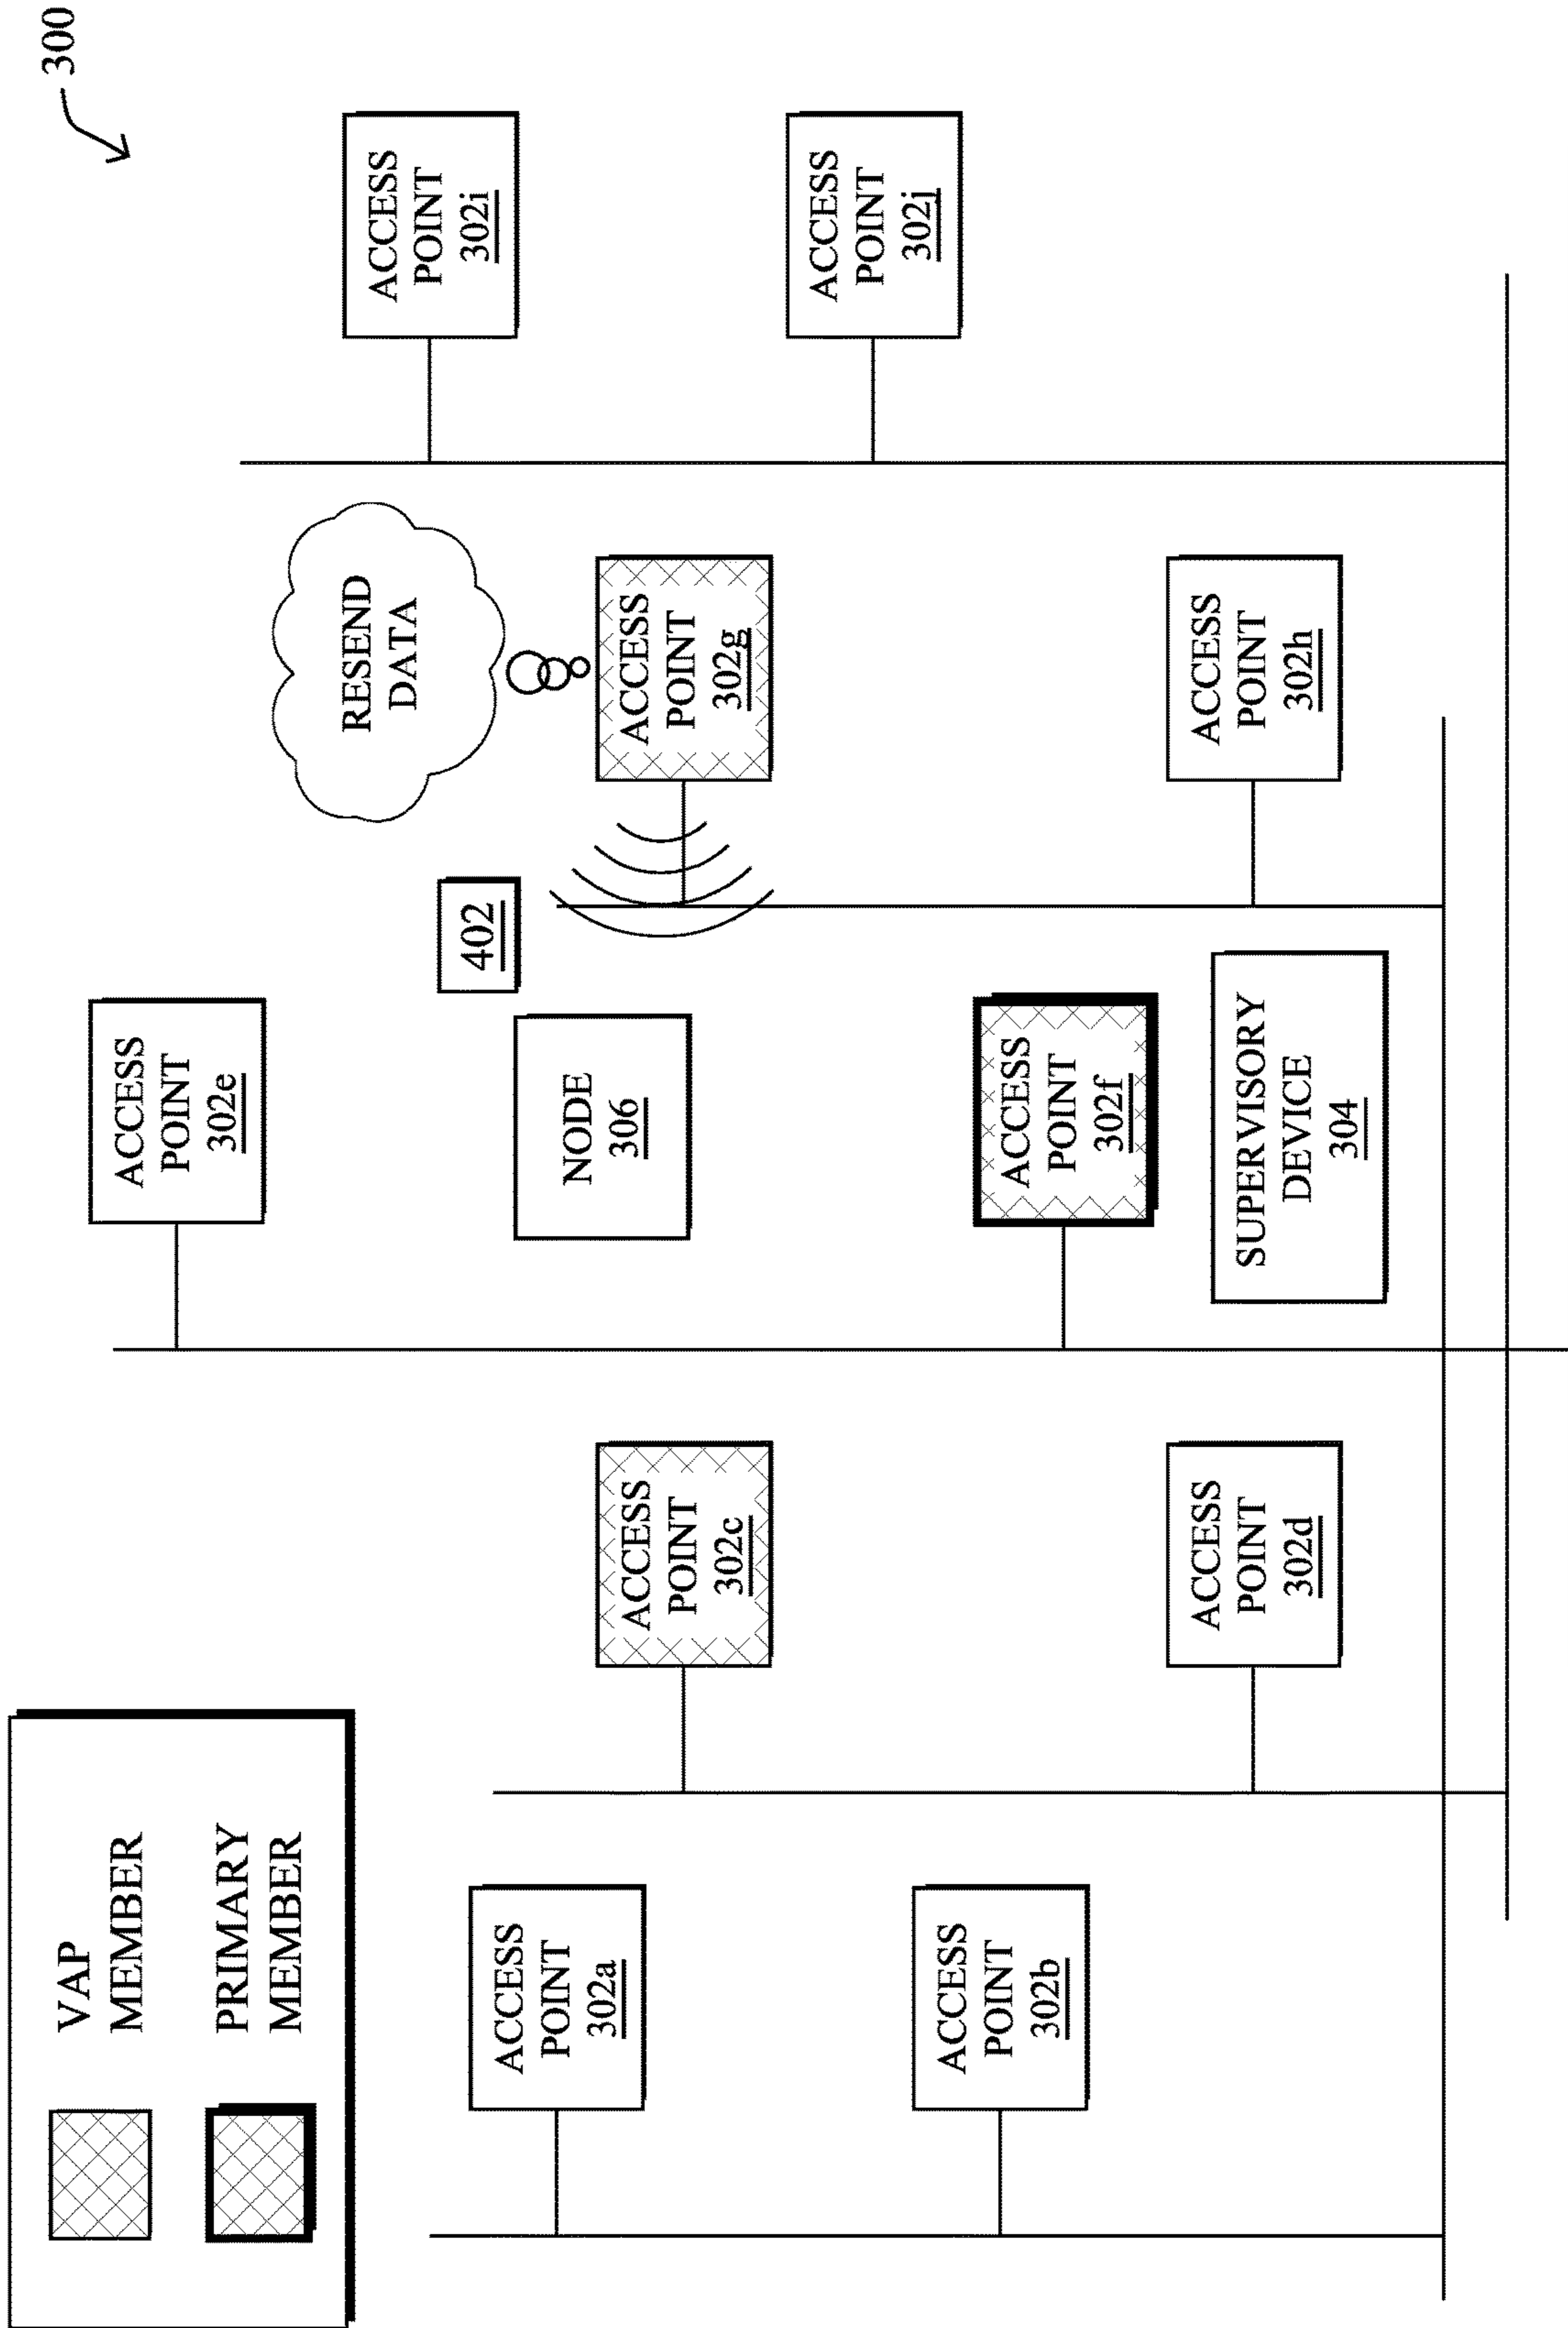 300
VAP
MEMBER
PRIMARY
MEMBER
ACCESS
POINT
302a
ACCESS
POINT
302b
ACCESS
POINT
302c
ACCESS
POINT
302d
ACCESS
POINT
302e
NODE
306
ACCESS
POINT
302f
SUPERVISORY
DEVICE
304
402
RESEND
DATA
ACCESS
POINT
302g
ACCESS
POINT
302h
ACCESS
POINT
302i
ACCESS
POINT
302j